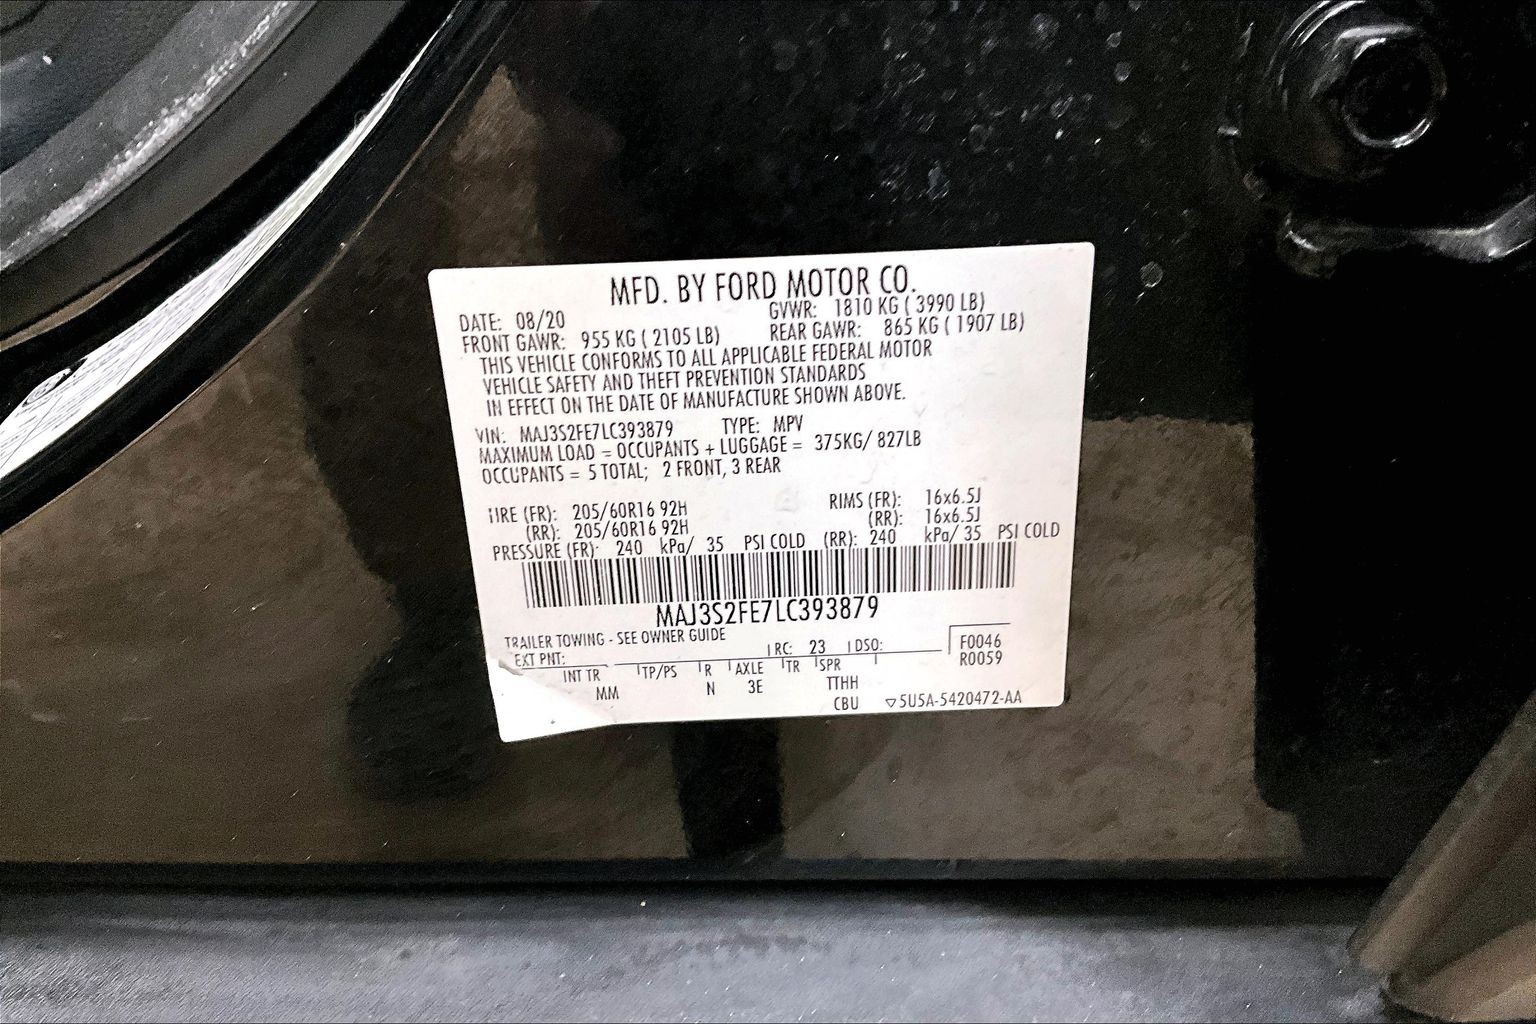 MFD. BY FORD MOTOR CO.
DATE: 08/20 GVWR: 1810 KG ( 3990 LB)
FRONT GAWR: 955 KG ( 2105 LB) REAR GAWR: 865 KG ( 1907 LB)
THIS VEHICLE CONFORMS TO ALL APPLICABLE FEDERAL MOTOR
VEHICLE SAFETY AND THEFT PREVENTION STANDARDS
IN EFFECT ON THE DATE OF MANUFACTURE SHOWN ABOVE.
VIN: MAJ3S2FE7LC393879 TYPE: MPV
MAXIMUM LOAD = OCCUPANTS + LUGGAGE = 375KG/ 827LB
OCCUPANTS = 5 TOTAL; 2 FRONT, 3 REAR
TIRE (FR): 205/60R16 92H RIMS (FR): 16x6.5J
(RR): 205/60R16 92H (RR): 16x6.5J
PRESSURE (FR): 240 kPa/ 35 PSI COLD (RR): 240 kPa/ 35 PSI COLD
MAJ3S2FE7LC393879
TRAILER TOWING - SEE OWNER GUIDE
EXT PNT: RC: 23 DSO: F0046
R0059
INT TR TP/PS R AXLE TR SPR
MM N 3E TTHH
CBU ▽5U5A-5420472-AA